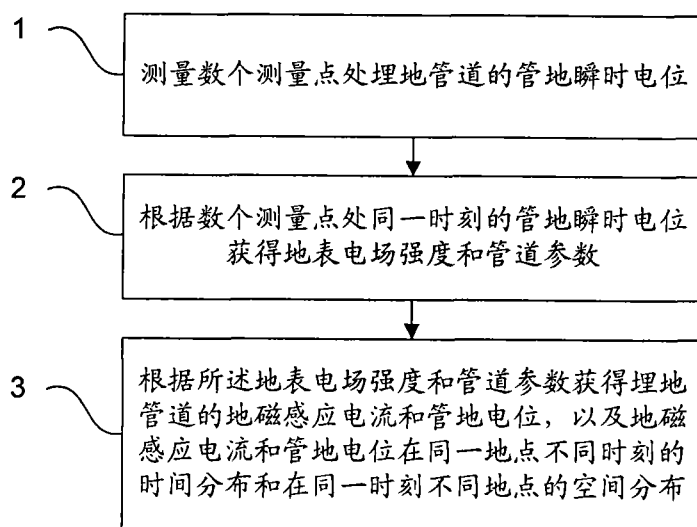 1
测量数个测量点处埋地管道的管地瞬时电位
2
根据数个测量点处同一时刻的管地瞬时电位
获得地表电场强度和管道参数
3
根据所述地表电场强度和管道参数获得埋地
管道的地磁感应电流和管地电位，以及地磁
感应电流和管地电位在同一地点不同时刻的
时间分布和在同一时刻不同地点的空间分布